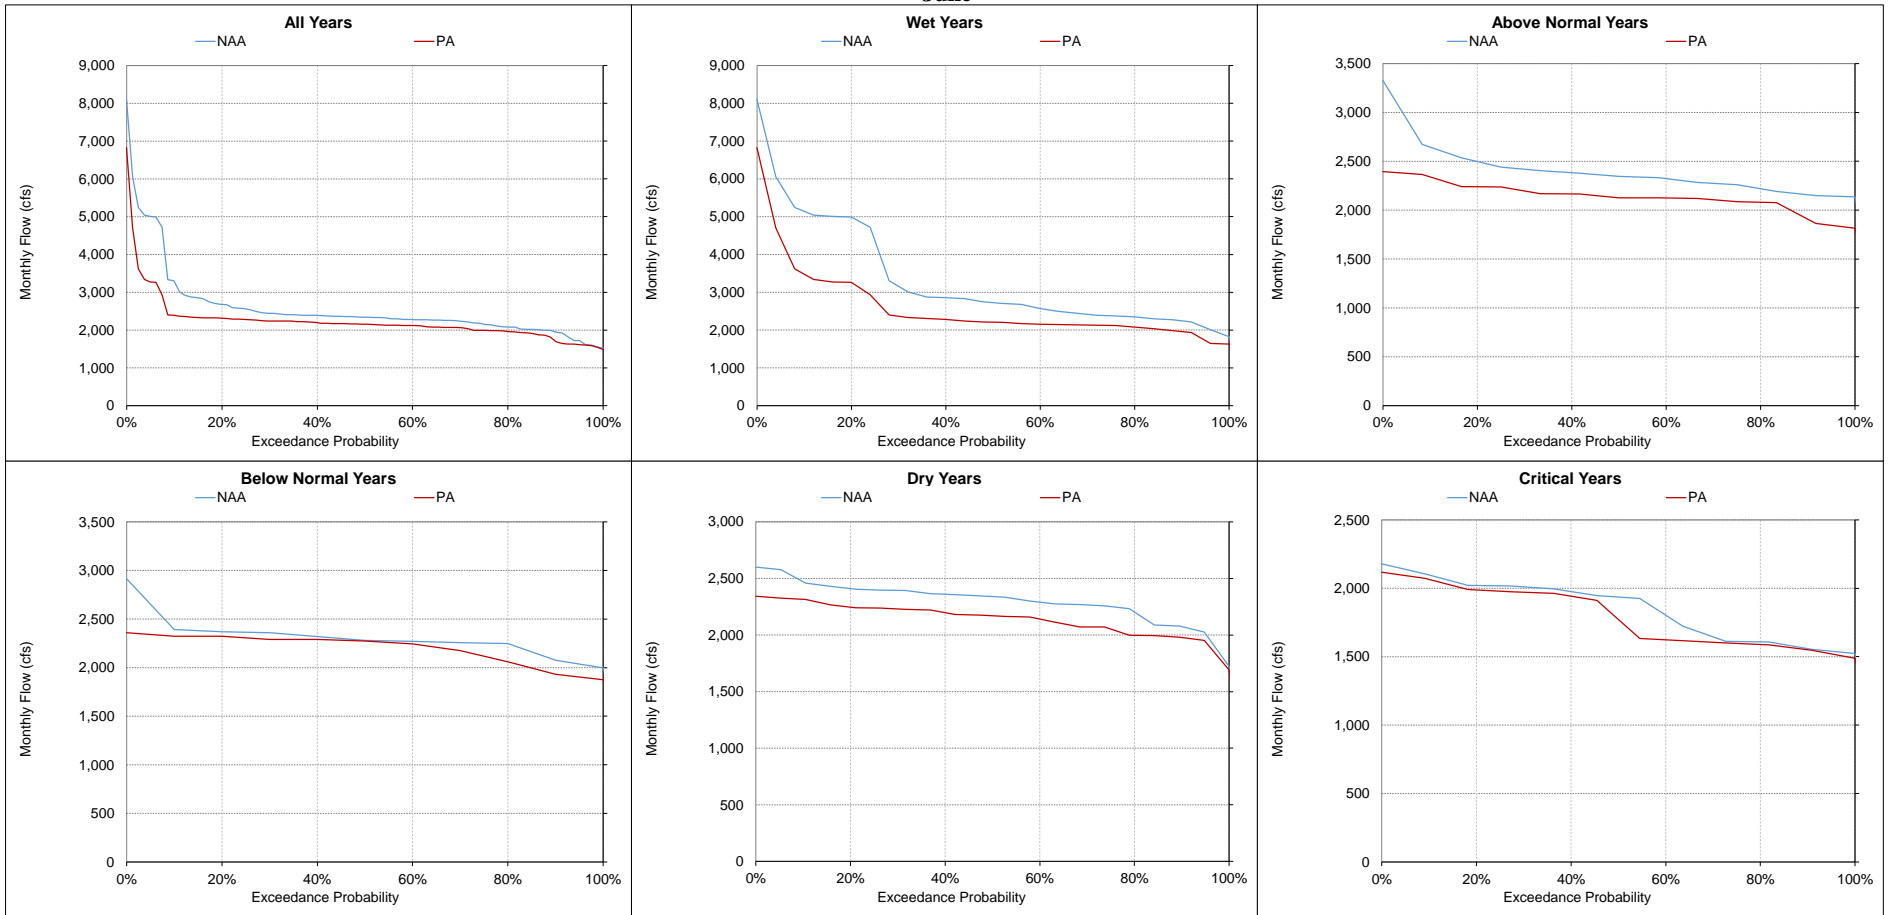 All Years
NAA PA
9,000
8,000
7,000
6,000
5,000
4,000
3,000
2,000
1,000
0
Monthly Flow (cfs)
0% 20% 40% 60% 80% 100%
Exceedance Probability
Wet Years
NAA PA
9,000
8,000
7,000
6,000
5,000
4,000
3,000
2,000
1,000
0
Monthly Flow (cfs)
0% 20% 40% 60% 80% 100%
Exceedance Probability
Above Normal Years
NAA PA
3,500
3,000
2,500
2,000
1,500
1,000
500
0
Monthly Flow (cfs)
0% 20% 40% 60% 80% 100%
Exceedance Probability
Below Normal Years
NAA PA
3,500
3,000
2,500
2,000
1,500
1,000
500
0
Monthly Flow (cfs)
0% 20% 40% 60% 80% 100%
Exceedance Probability
Dry Years
NAA PA
3,000
2,500
2,000
1,500
1,000
500
0
Monthly Flow (cfs)
0% 20% 40% 60% 80% 100%
Exceedance Probability
Critical Years
NAA PA
2,500
2,000
1,500
1,000
500
0
Monthly Flow (cfs)
0% 20% 40% 60% 80% 100%
Exceedance Probability